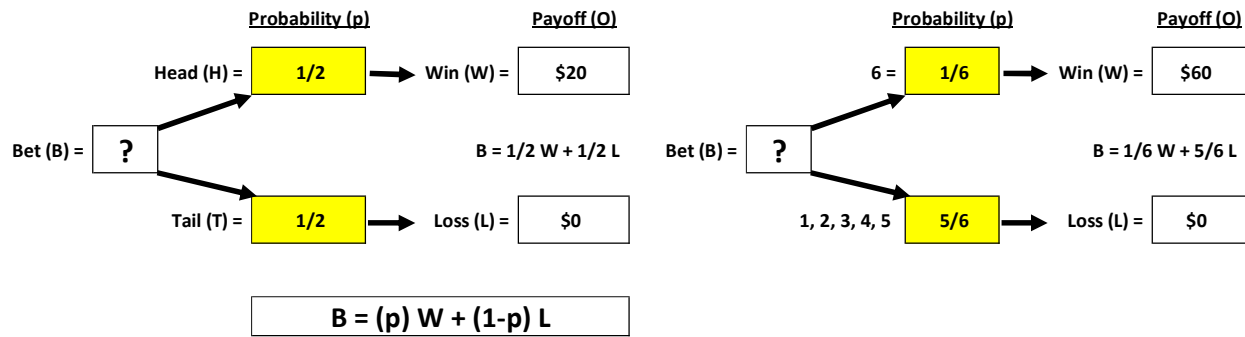 Probability (p) Payoff (O)
Head (H) = 1/2 Win (W) = $20
Bet (B) = ? B = 1/2 W + 1/2 L
Tail (T) = 1/2 Loss (L) = $0
Probability (p) Payoff (O)
6 = 1/6 Win (W) = $60
Bet (B) = ? B = 1/6 W + 5/6 L
1, 2, 3, 4, 5 5/6 Loss (L) = $0
B = (p) W + (1-p) L